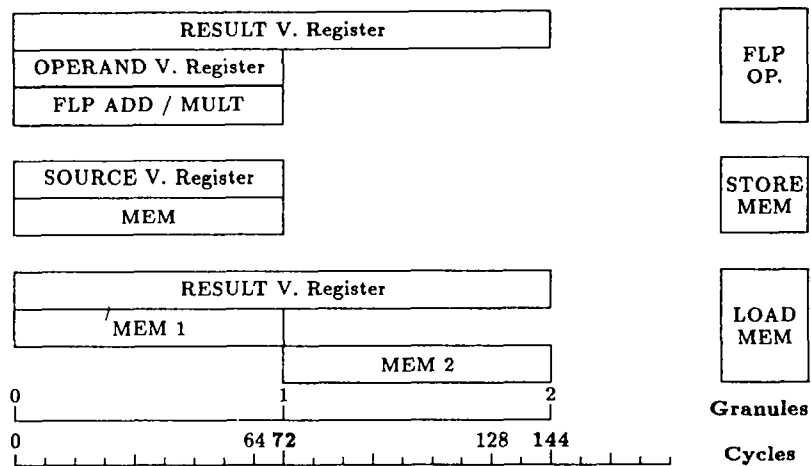 RESULT V. Register
OPERAND V. Register
FLP ADD / MULT
FLP
OP.
SOURCE V. Register
MEM
STORE
MEM
RESULT V. Register
MEM 1
MEM 2
LOAD
MEM
0 1 2
Granules
0 64 72 128 144
Cycles